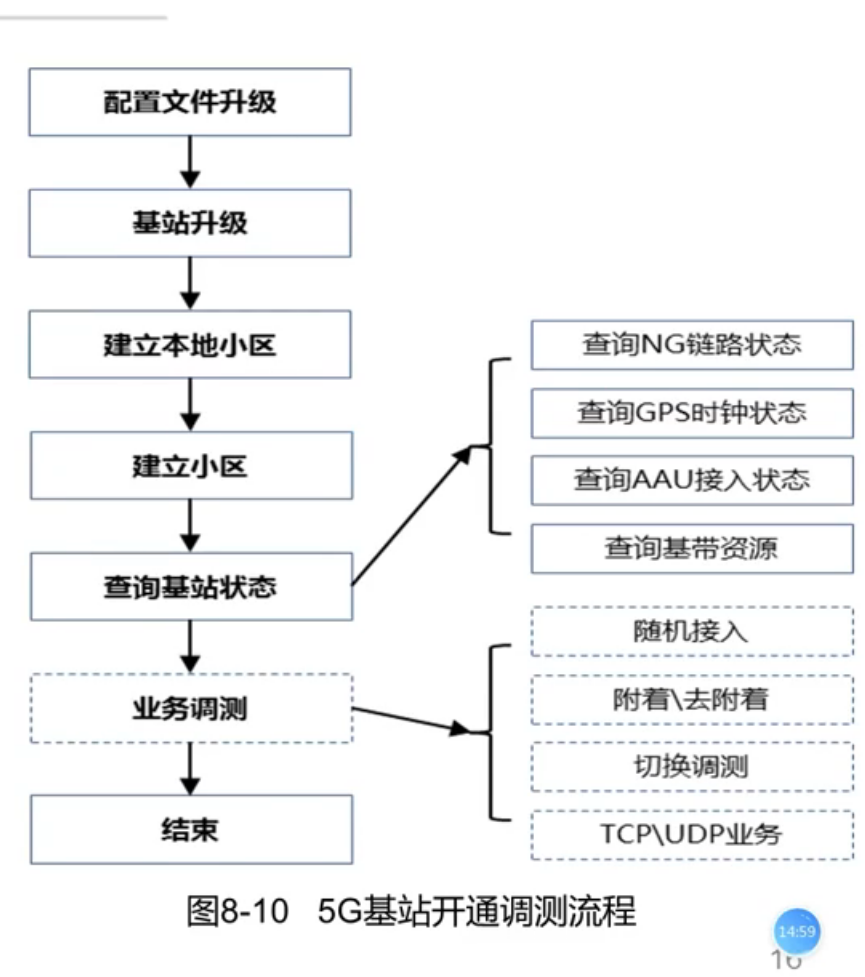 配置文件升级
基站升级
建立本地小区
建立小区
查询基站状态
业务调测
结束
查询NG链路状态
查询GPS时钟状态
查询AAU接入状态
查询基带资源
随机接入
附着\去附着
切换调测
TCP\UDP业务
图8-10 5G基站开通调测流程
14:59
16